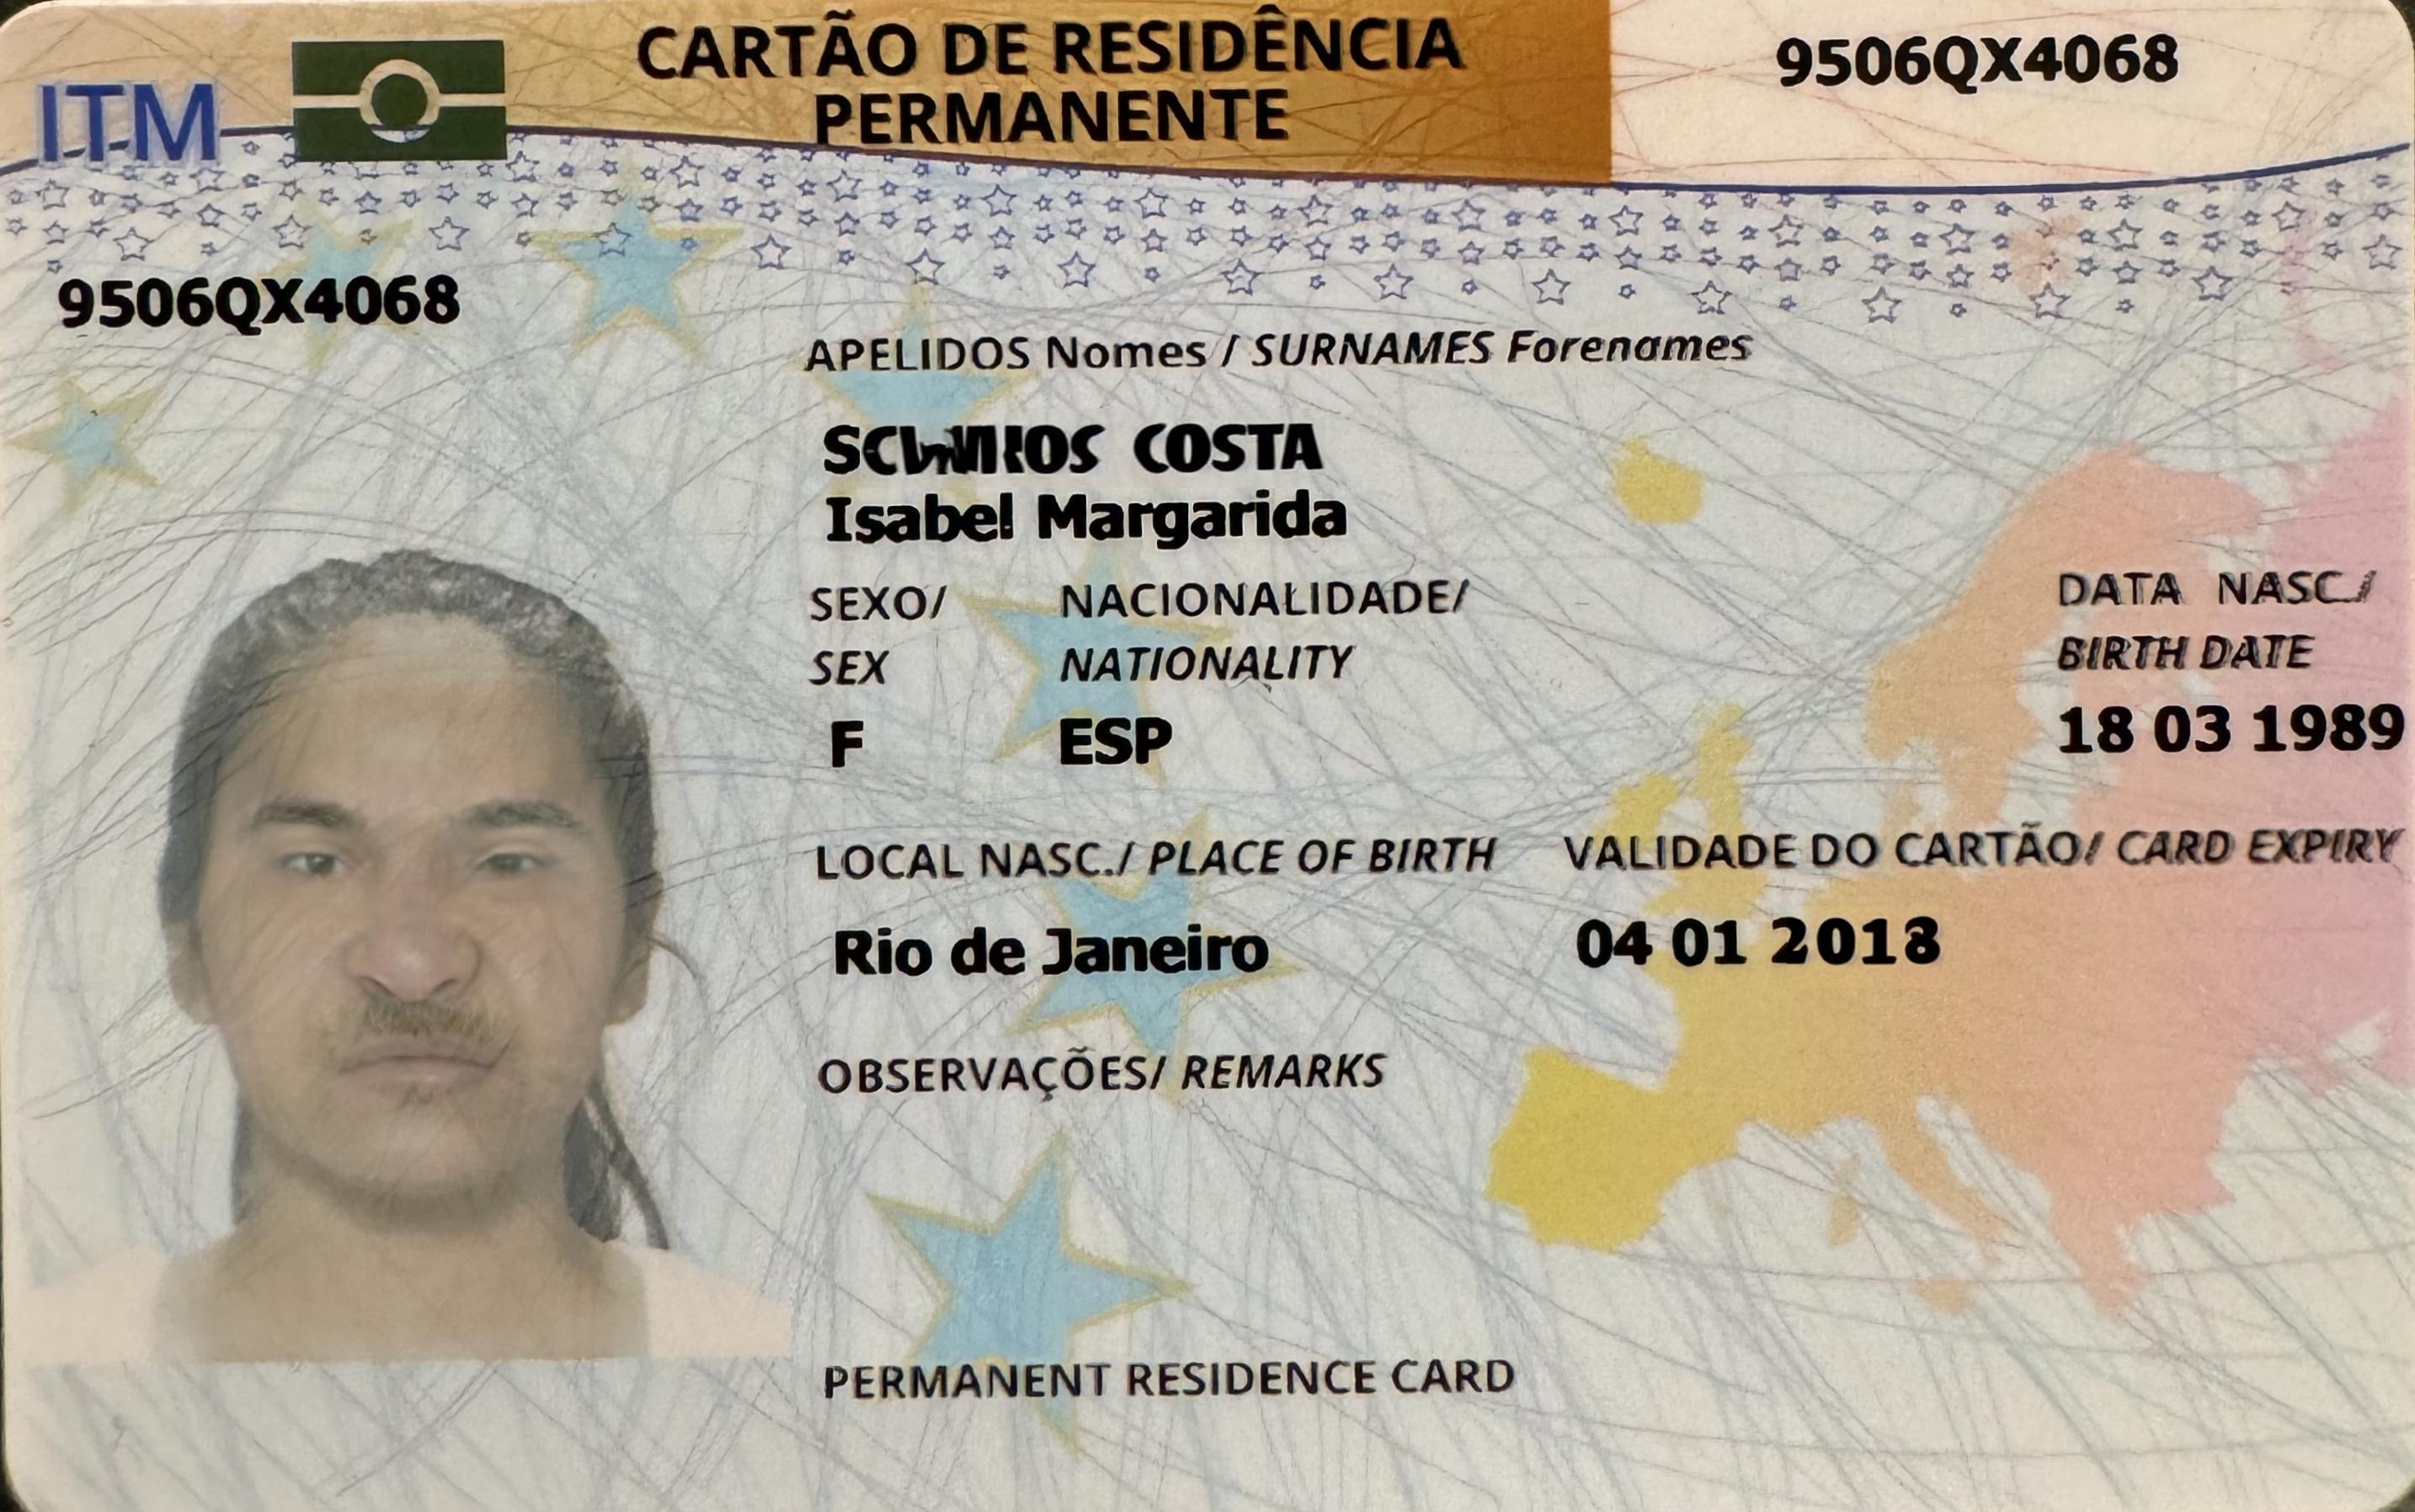 ITM
CARTÃO DE RESIDÊNCIA
PERMANENTE
9506QX4068
9506QX4068
APELIDOS Nomes / SURNAMES Forenames
COSTA
Isabel Margarida
SEXO/ NACIONALIDADE/
SEX NATIONALITY
DATA NASC./
BIRTH DATE
F ESP
18 03 1989
LOCAL NASC./ PLACE OF BIRTH
VALIDADE DO CARTÃO/ CARD EXPIRY
Rio de Janeiro
04 01 2018
OBSERVAÇÕES/ REMARKS
PERMANENT RESIDENCE CARD